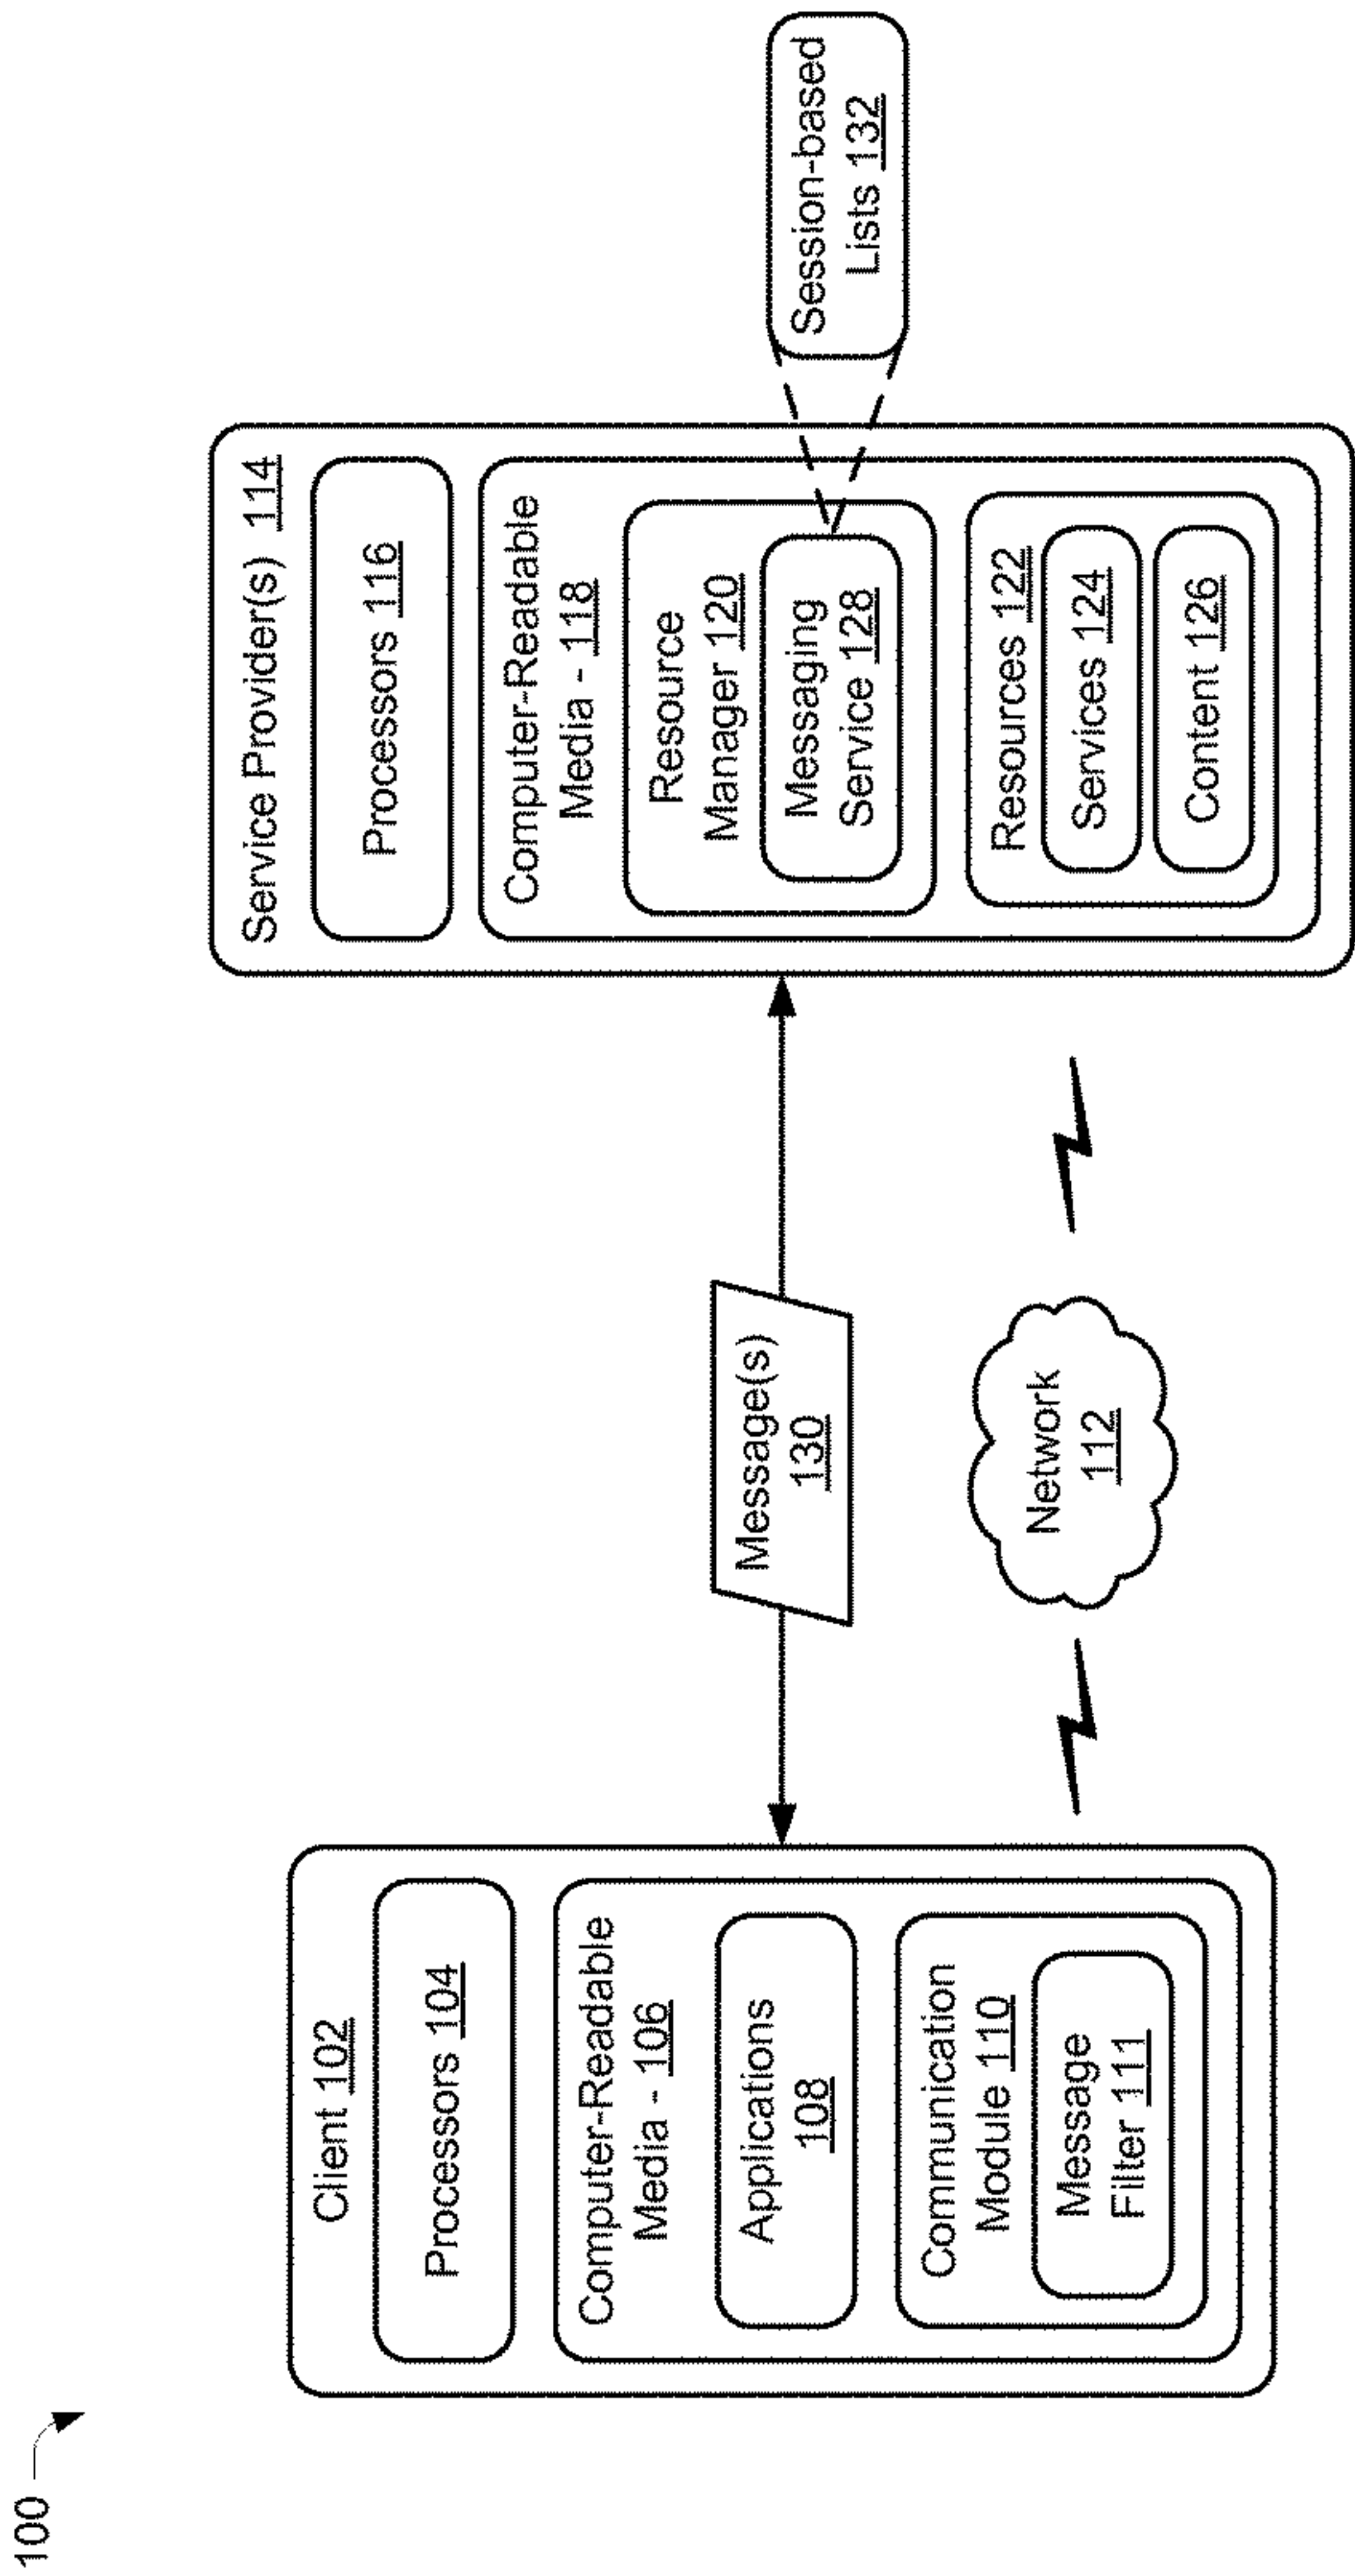 100
Client 102
Processors 104
Computer-Readable
Media - 106
Applications
108
Communication
Module 110
Message
Filter 111
Message(s)
130
Network
112
Service Provider(s) 114
Processors 116
Computer-Readable
Media - 118
Resource
Manager 120
Messaging
Service 128
Resources 122
Services 124
Content 126
Session-based
Lists 132